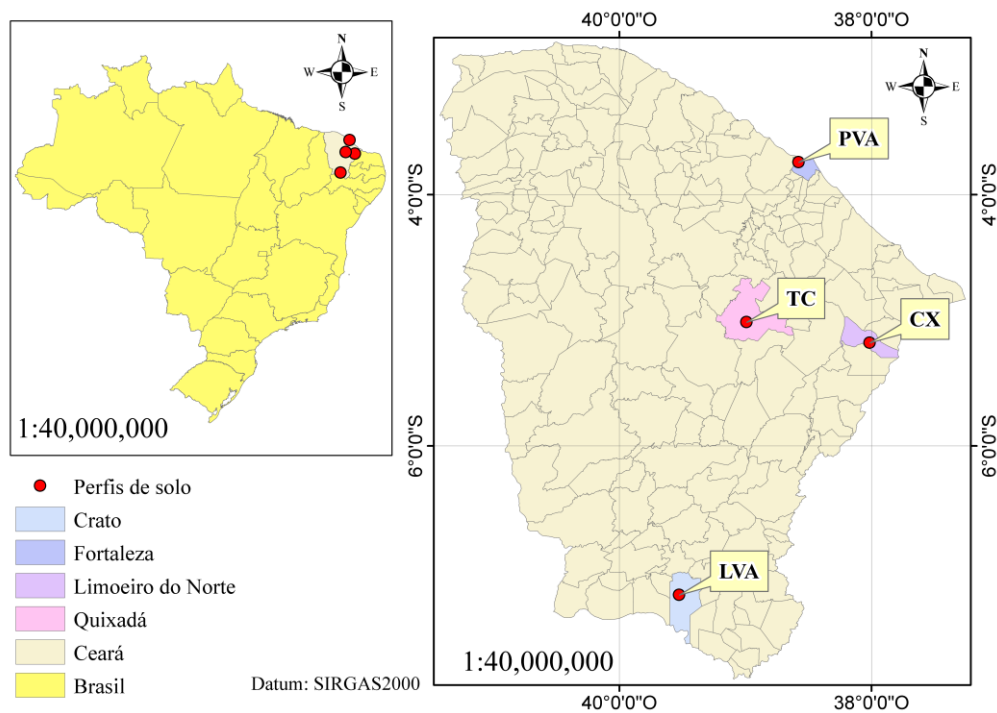 N
W E
S
1:40,000,000
Perfis de solo
Crato
Fortaleza
Limoeiro do Norte
Quixadá
Ceará
Brasil
Datum: SIRGAS2000
40°0'0"O 38°0'0"O
N
W E
S
PVA
4°0'0"S 4°0'0"S
TC
CX
6°0'0"S 6°0'0"S
LVA
1:40,000,000
40°0'0"O 38°0'0"O